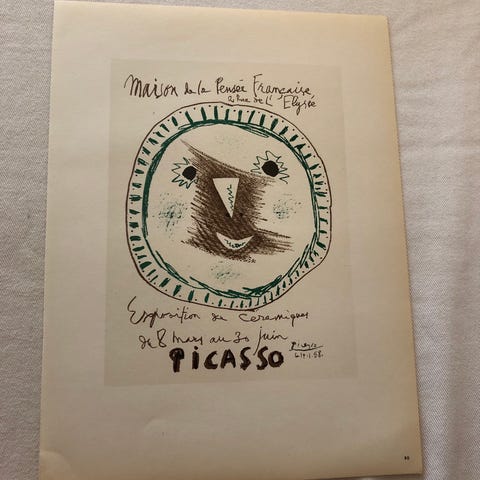 Maison de la Pensée Française
2 Rue de l' Elysée
Exposition de céramiques
de 8 Mars au 30 juin
PiCASSO
Picasso